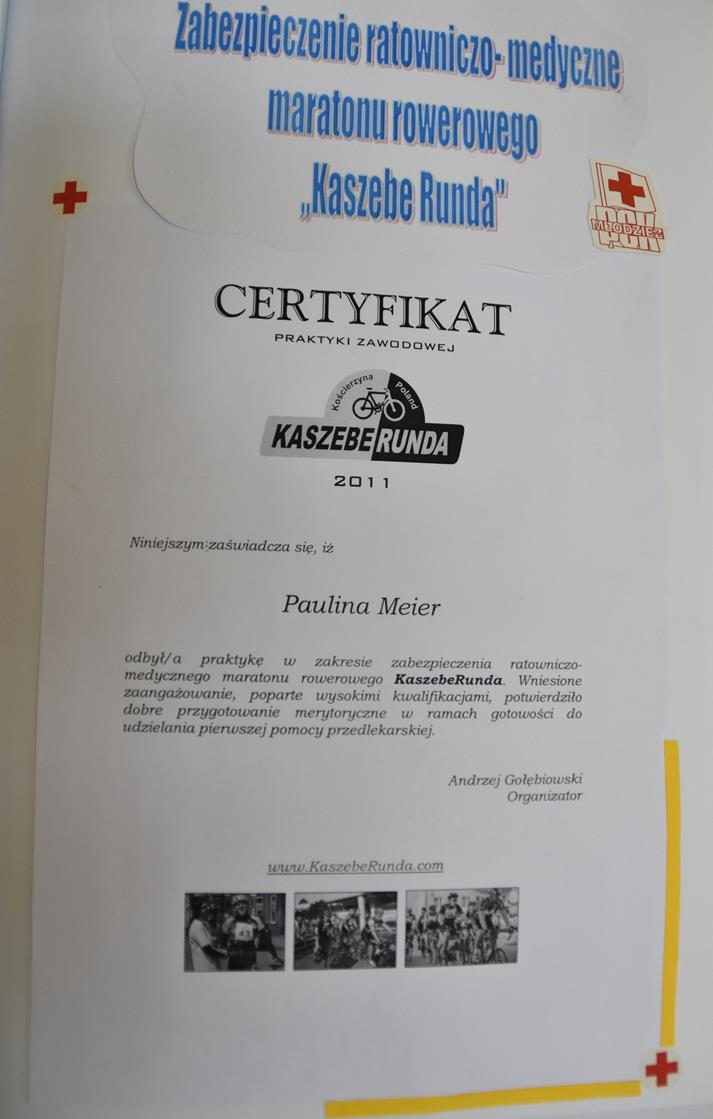 Zabezpieczenie ratowniczo- medyczne
maratonu rowerowego
„Kaszebe Runda"
MŁODZIEŻ
CERTYFIKAT
PRAKTYKI ZAWODOWEJ
Kościerzyna Poland
KASZEBE RUNDA
2011
Niniejszym zaświadcza się, iż
Paulina Meier
odbył/a praktykę w zakresie zabezpieczenia ratowniczo-
medycznego maratonu rowerowego KaszebeRunda. Wniesione
zaangażowanie, poparte wysokimi kwalifikacjami, potwierdziło
dobre przygotowanie merytoryczne w ramach gotowości do
udzielania pierwszej pomocy przedlekarskiej.
Andrzej Gołębiowski
Organizator
www.KaszebeRunda.com
43